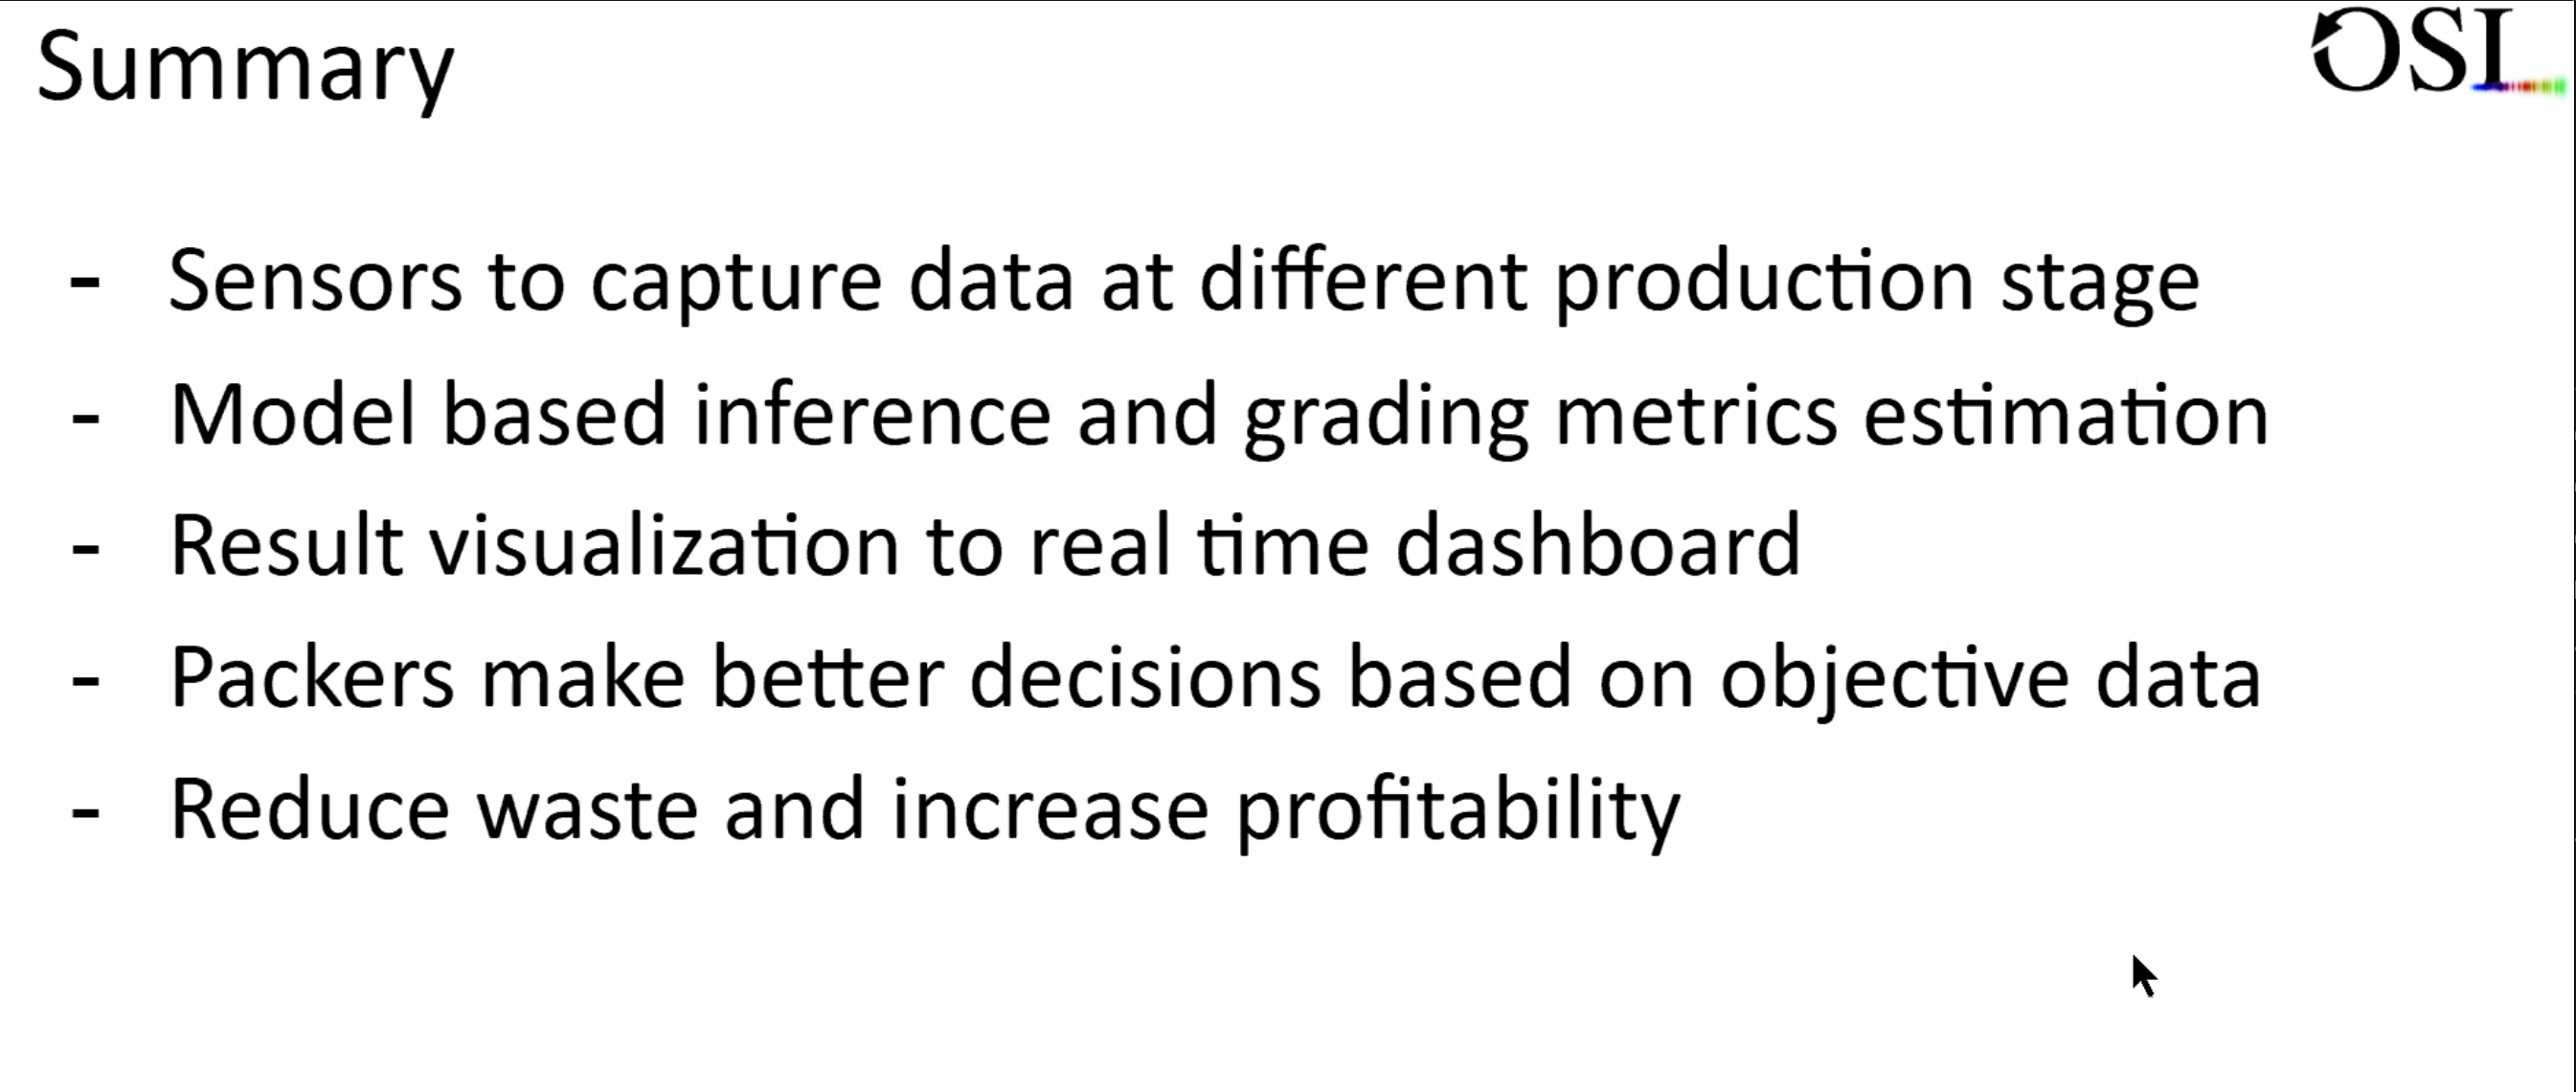 Summary
OSI
- Sensors to capture data at different production stage
- Model based inference and grading metrics estimation
- Result visualization to real time dashboard
- Packers make better decisions based on objective data
- Reduce waste and increase profitability